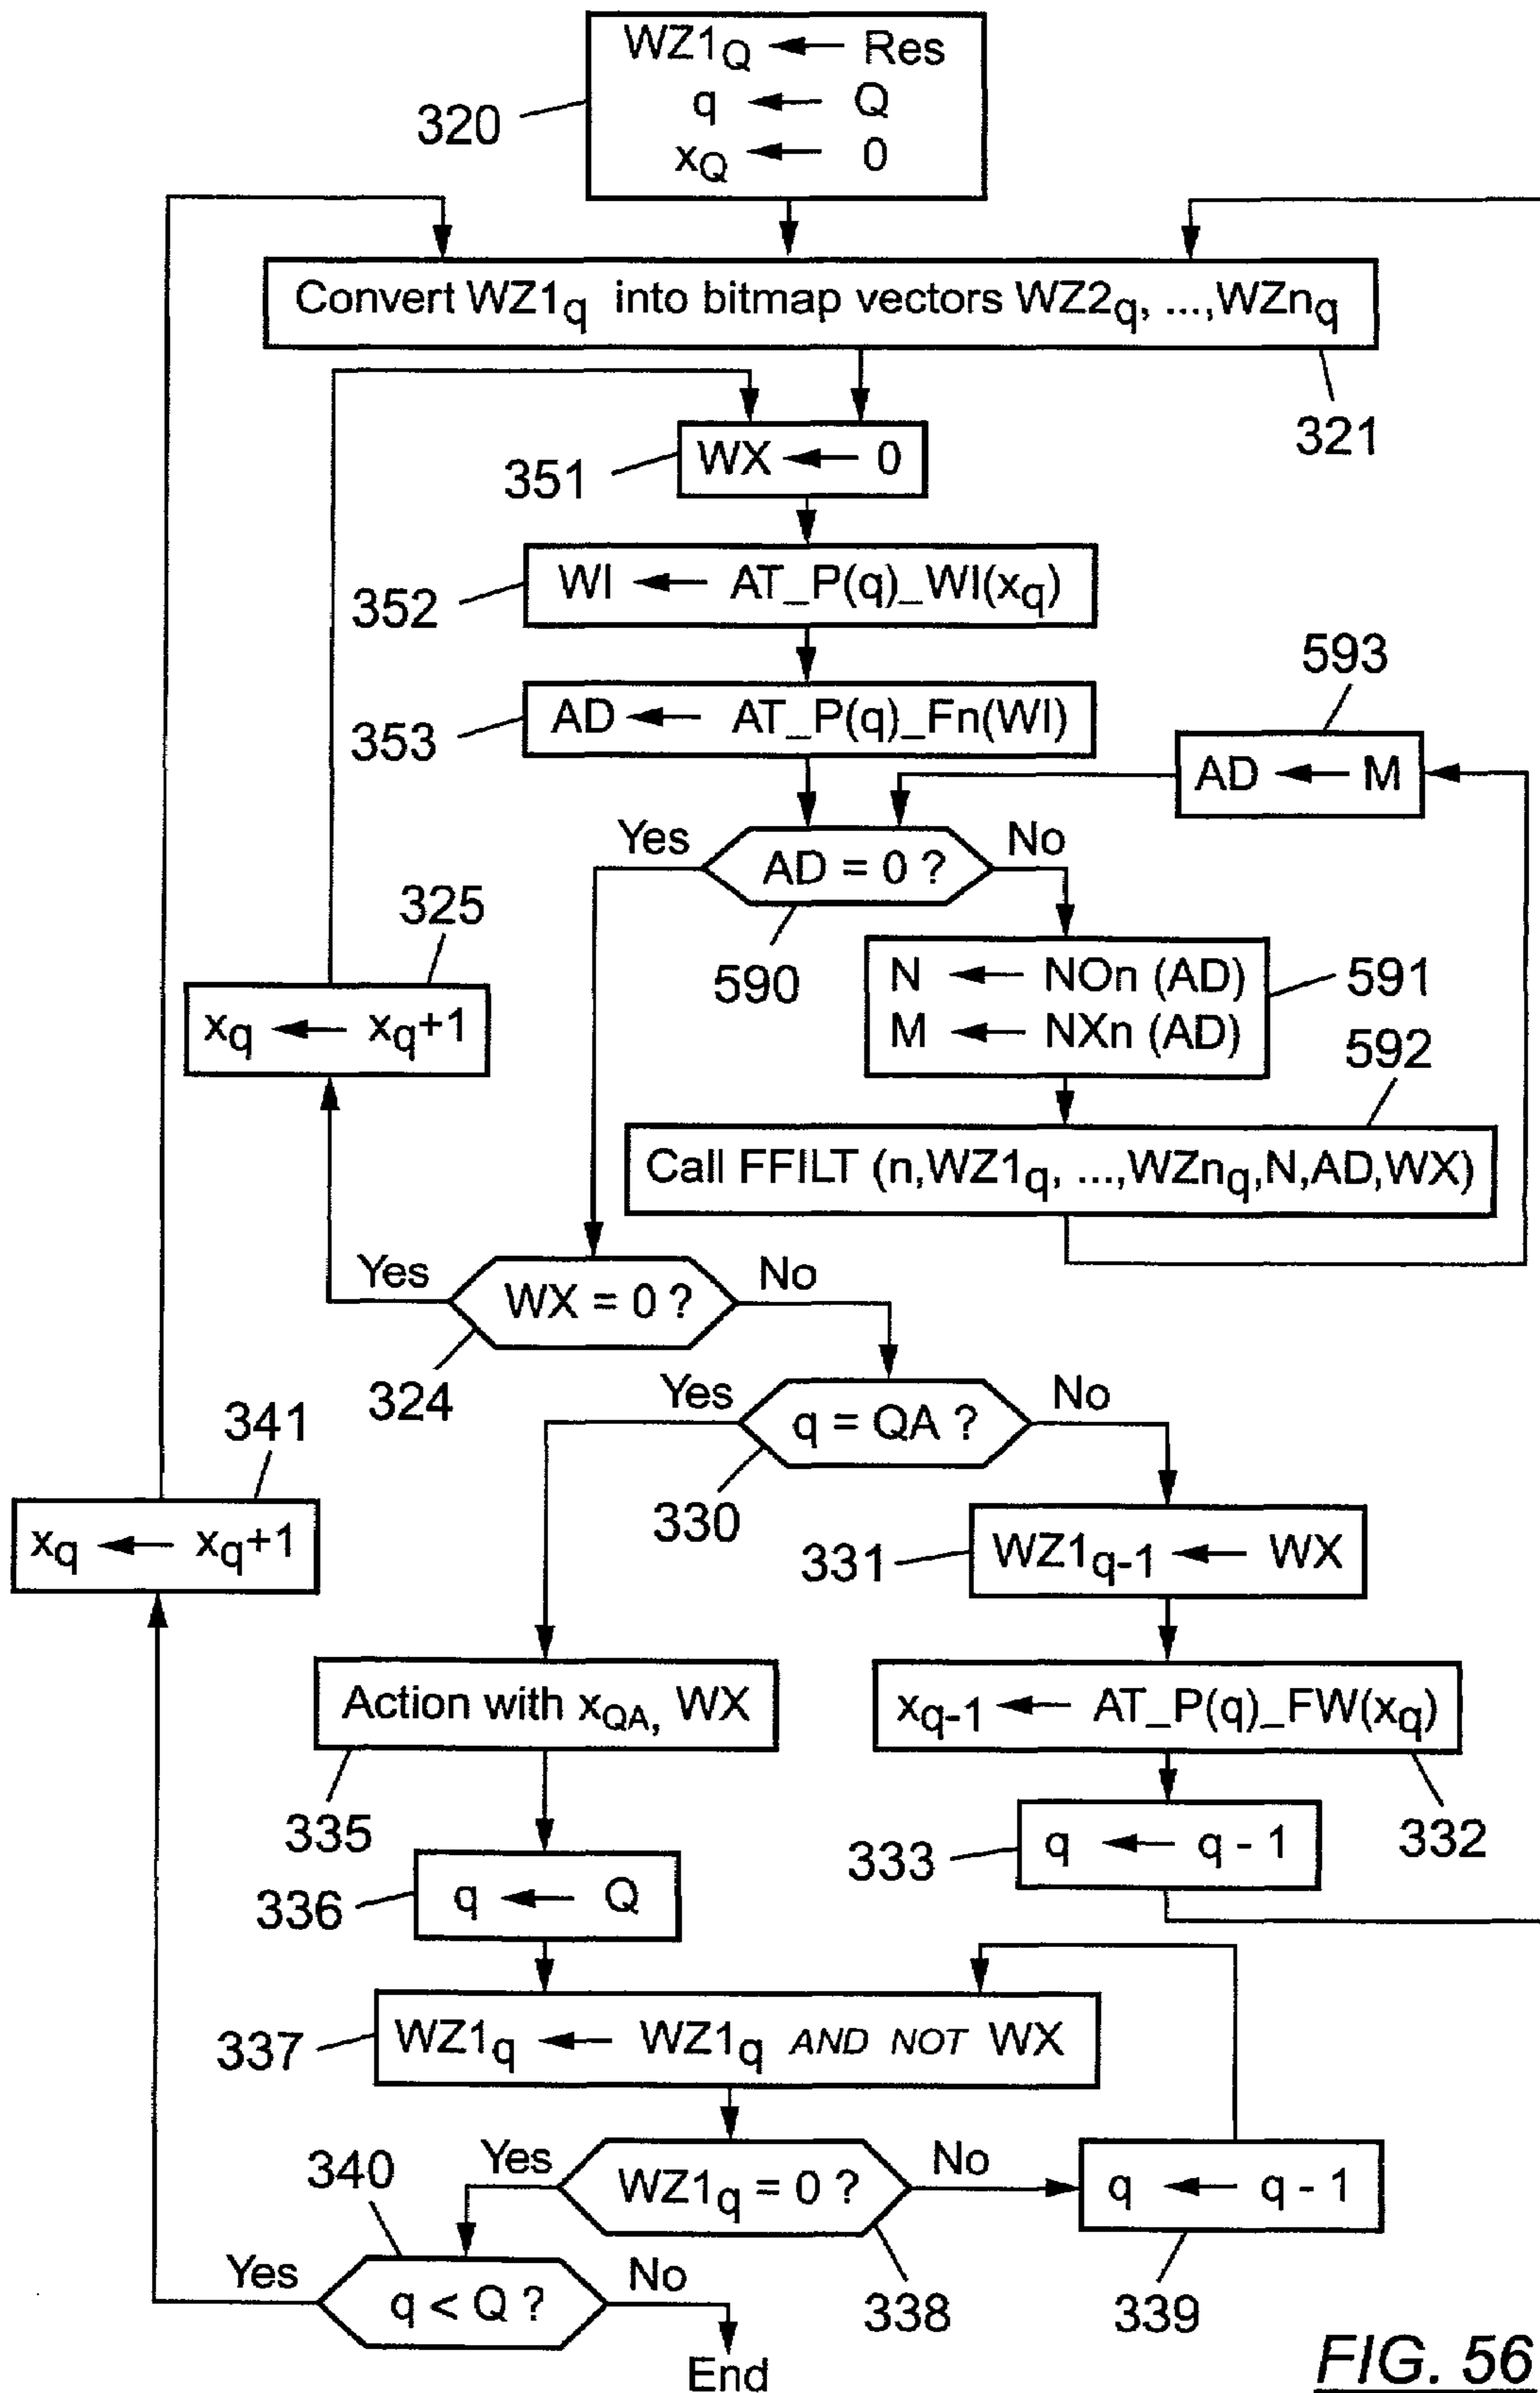 WZ1Q ← Res
q ← Q
xQ ← 0
320
Convert WZ1q into bitmap vectors WZ2q, ...,WZnq
321
WX ← 0
351
WI ← AT_P(q)_WI(xq)
352
593
AD ← AT_P(q)_Fn(WI)
353
AD ← M
Yes
AD = 0 ?
No
590
325
N ← NOn (AD)
M ← NXn (AD)
591
xq ← xq+1
592
Call FFILT (n,WZ1q, ...,WZnq,N,AD,WX)
Yes
WX = 0 ?
No
324
Yes
q = QA ?
No
330
341
xq ← xq+1
WZ1q-1 ← WX
331
Action with xQA, WX
335
xq-1 ← AT_P(q)_FW(xq)
332
q ← q - 1
333
q ← Q
336
WZ1q ← WZ1q AND NOT WX
337
340
Yes
WZ1q = 0 ?
No
338
q ← q - 1
339
Yes
q < Q ?
No
End
FIG. 56